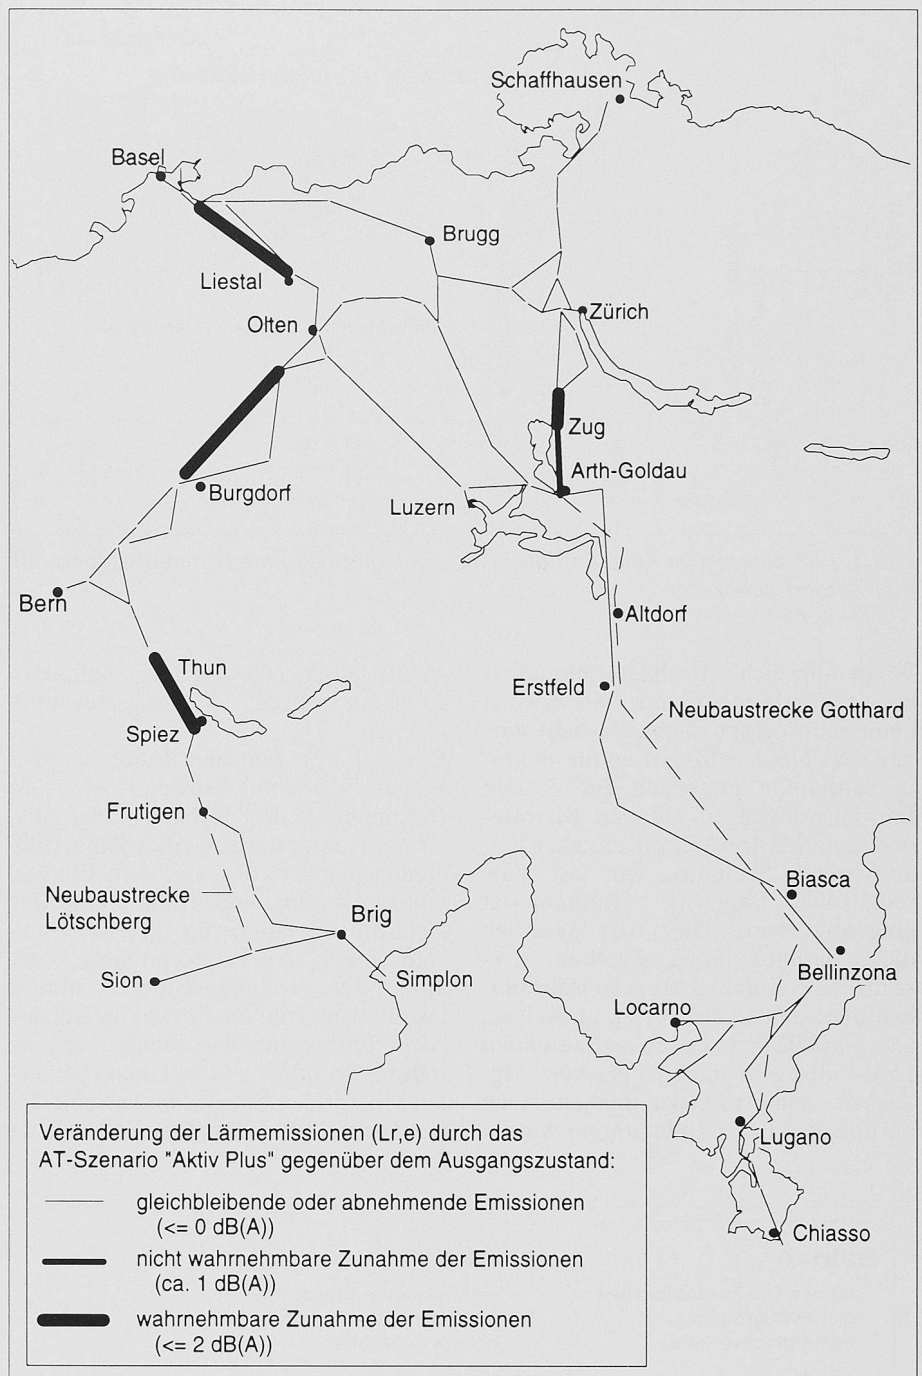 Schaffhausen
Basel
Brugg
Liestal
Zürich
Olten
Zug
Arth-Goldau
Burgdorf
Luzern
Bern
Altdorf
Thun
Erstfeld
Neubaustrecke Gotthard
Spiez
Frutigen
Biasca
Neubaustrecke
Lötschberg
Brig
Bellinzona
Sion
Simplon
Locarno
Lugano
Chiasso
Veränderung der Lärmemissionen (Lr,e) durch das
AT-Szenario "Aktiv Plus" gegenüber dem Ausgangszustand:
gleichbleibende oder abnehmende Emissionen
(<= 0 dB(A))
nicht wahrnehmbare Zunahme der Emissionen
(ca. 1 dB(A))
wahrnehmbare Zunahme der Emissionen
(<= 2 dB(A))